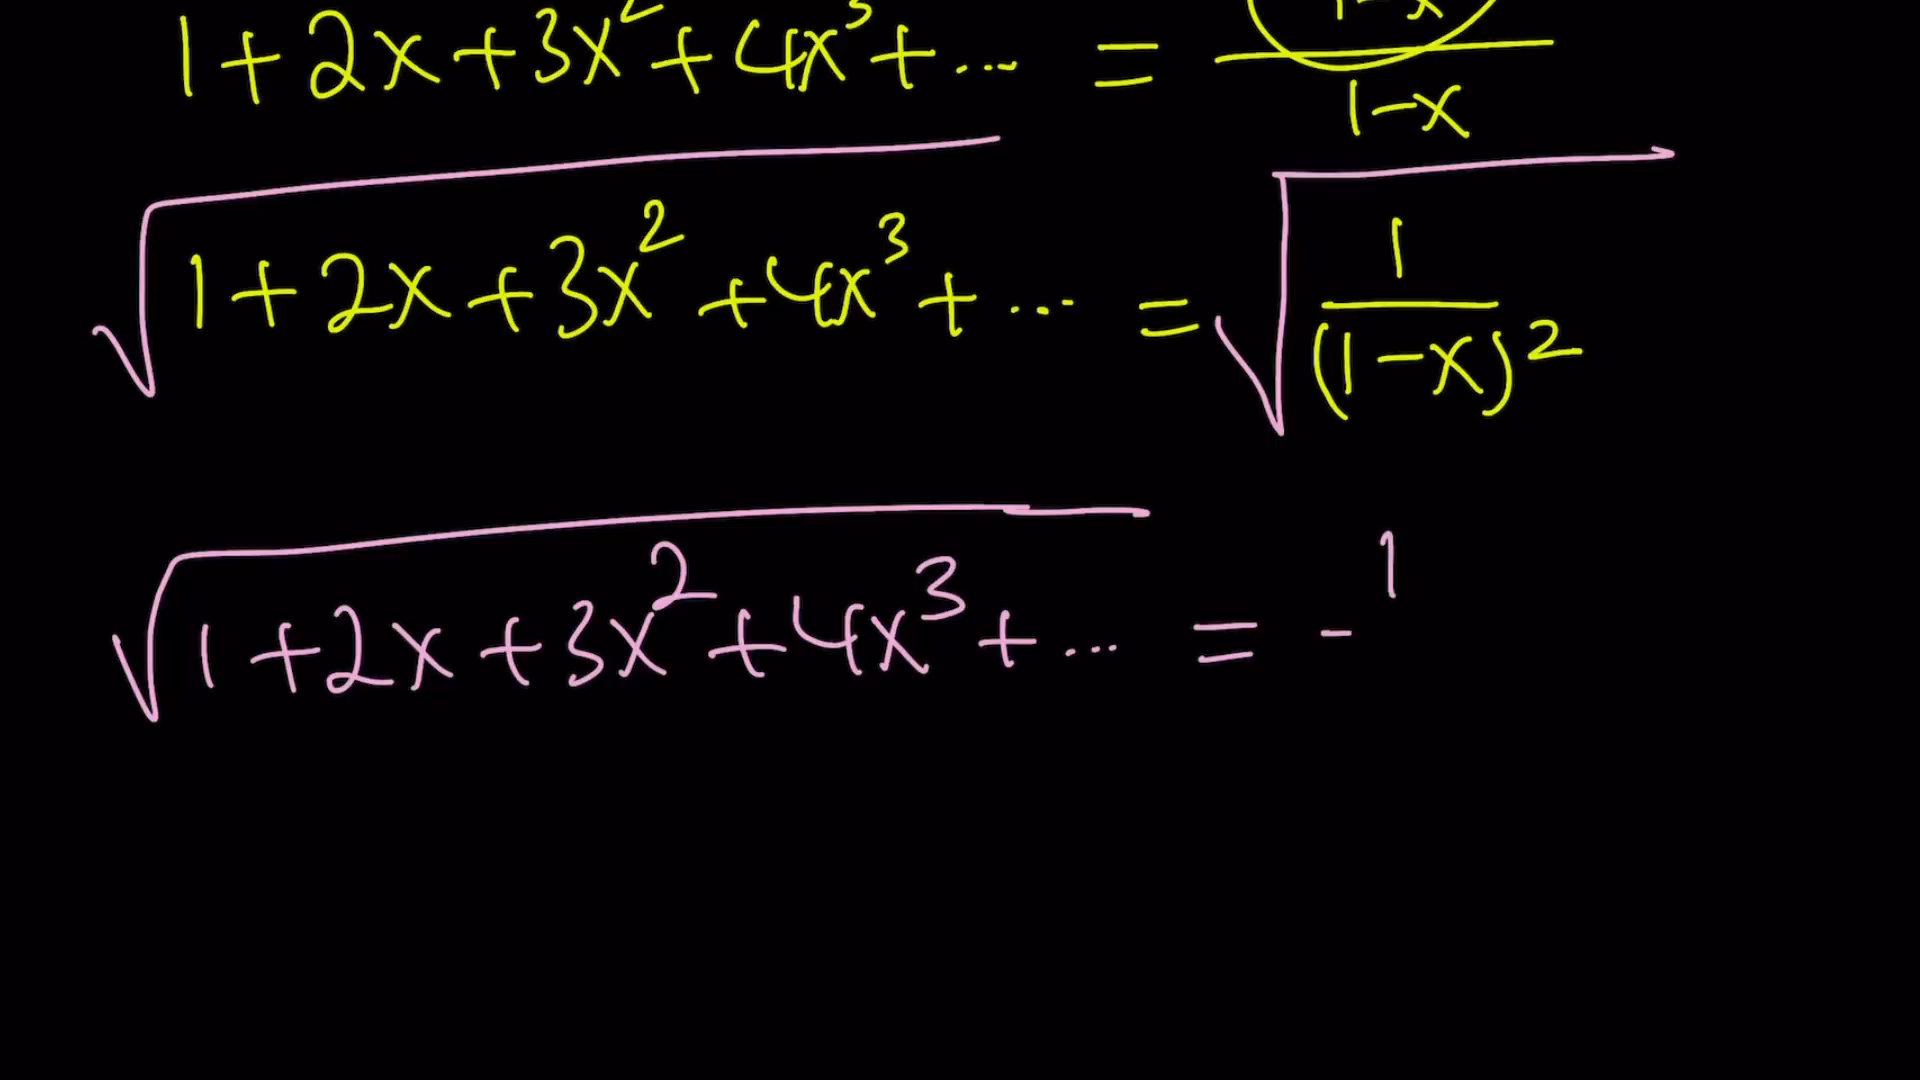 1+2x+3x²+4x³+... = (1-x)/(1-x)
√(1+2x+3x²+4x³+...) = √(1/(1-x)²)
√(1+2x+3x²+4x³+...) = - 1